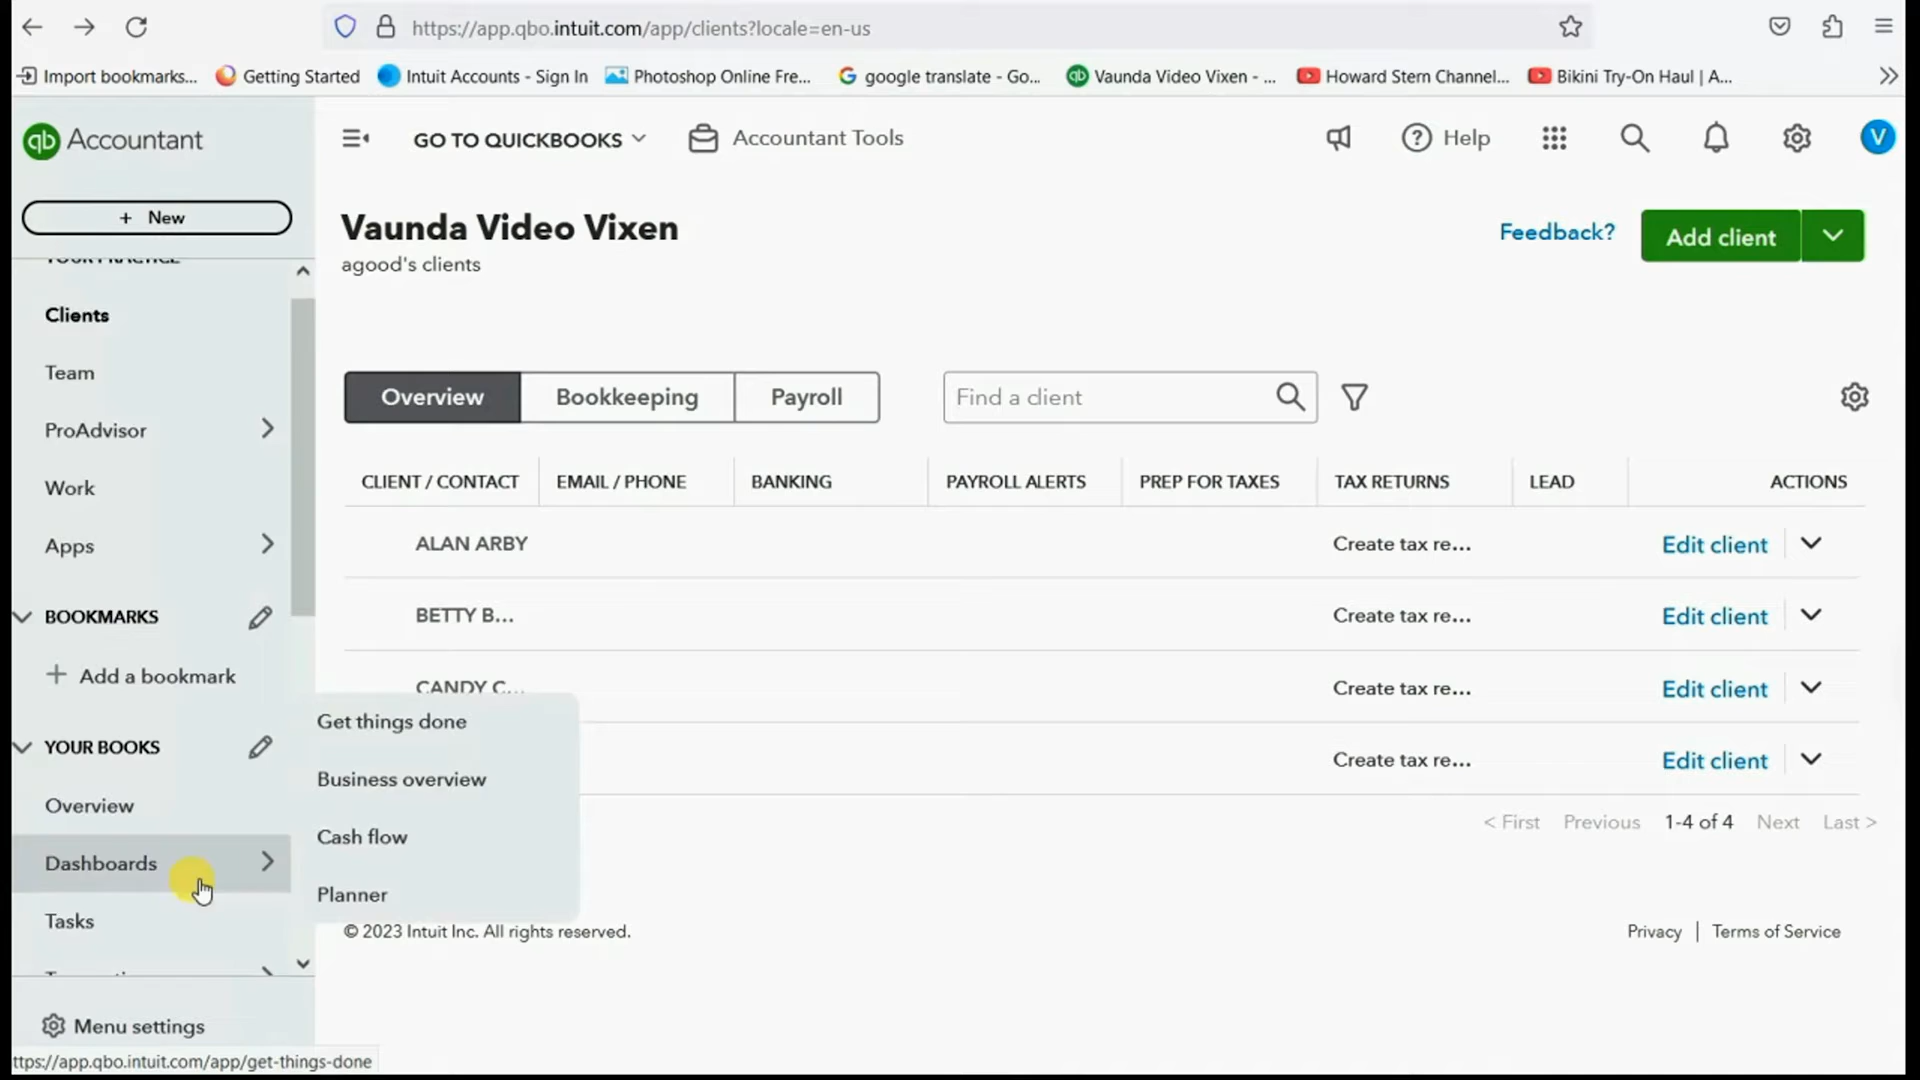 https://app.qbo.intuit.com/app/clients?locale=en-us
Import bookmarks... Getting Started Intuit Accounts - Sign In Photoshop Online Fre... google translate - Go... Vaunda Video Vixen - ... Howard Stern Channel... Bikini Try-On Haul | A...
qb Accountant
GO TO QUICKBOOKS Accountant Tools Help V
+ New
Vaunda Video Vixen
agood's clients
Feedback? Add client
YOUR PRACTICE
Clients
Team
ProAdvisor
Work
Apps
BOOKMARKS
+ Add a bookmark
YOUR BOOKS
Overview
Dashboards
Tasks
Menu settings
ttps://app.qbo.intuit.com/app/get-things-done
Get things done
Business overview
Cash flow
Planner
Overview Bookkeeping Payroll Find a client
CLIENT / CONTACT EMAIL / PHONE BANKING PAYROLL ALERTS PREP FOR TAXES TAX RETURNS LEAD ACTIONS
ALAN ARBY Create tax re... Edit client
BETTY B... Create tax re... Edit client
CANDY C... Create tax re... Edit client
Create tax re... Edit client
< First Previous 1-4 of 4 Next Last >
© 2023 Intuit Inc. All rights reserved. Privacy | Terms of Service